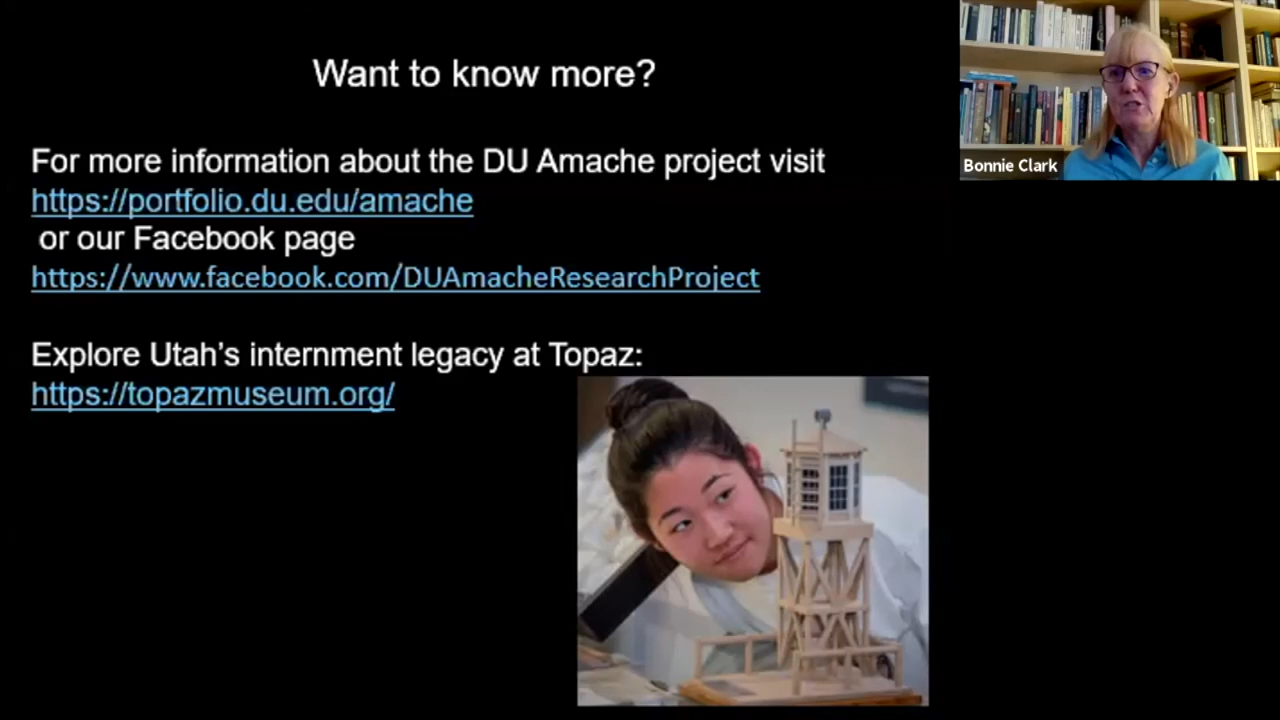 Want to know more?
For more information about the DU Amache project visit
https://portfolio.du.edu/amache
or our Facebook page
https://www.facebook.com/DUAmacheResearchProject
Explore Utah's internment legacy at Topaz:
https://topazmuseum.org/
Bonnie Clark